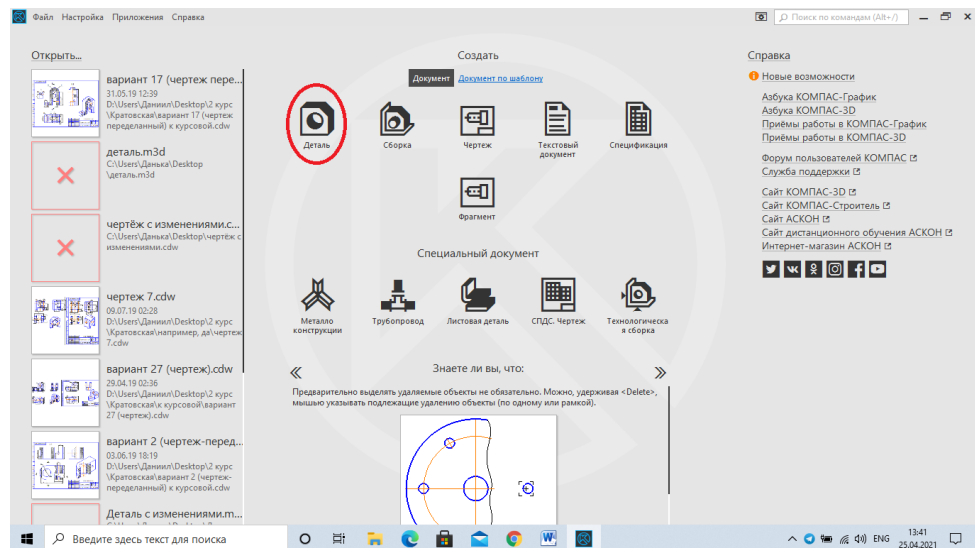 Файл Настройка Приложения Справка
Поиск по командам (Alt+/)
Открыть...
вариант 17 (чертеж пере...
31.05.19 12:39
D:\Users\Даниил\Desktop\2 курс
\Кратовская\вариант 17 (чертеж
переделанный) к курсовой.cdw
деталь.m3d
C:\Users\Данька\Desktop
\деталь.m3d
чертёж с изменениями.c...
C:\Users\Данька\Desktop\чертёж с
изменениями.cdw
чертеж 7.cdw
09.07.19 02:28
D:\Users\Даниил\Desktop\2 курс
\Кратовская\например, да\чертеж
7.cdw
вариант 27 (чертеж).cdw
29.04.19 02:36
D:\Users\Даниил\Desktop\2 курс
\Кратовская\к курсовой\вариант
27 (чертеж).cdw
вариант 2 (чертеж-перед...
03.06.19 18:19
D:\Users\Даниил\Desktop\2 курс
\Кратовская\вариант 2 (чертеж-
переделанный) к курсовой.cdw
Деталь с изменениями.m...
Создать
Документ Документ по шаблону
Деталь
Сборка
Чертеж
Текстовый
документ
Спецификация
Фрагмент
Специальный документ
Металло
конструкции
Трубопровод
Листовая деталь
СПДС. Чертеж
Технологическа
я сборка
Знаете ли вы, что:
Предварительно выделять удаляемые объекты не обязательно. Можно, удерживая <Delete>,
мышью указывать подлежащие удалению объекты (по одному или рамкой).
Справка
Новые возможности
Азбука КОМПАС-График
Азбука КОМПАС-3D
Приёмы работы в КОМПАС-График
Приёмы работы в КОМПАС-3D
Форум пользователей КОМПАС
Служба поддержки
Сайт КОМПАС-3D
Сайт КОМПАС-Строитель
Сайт АСКОН
Сайт дистанционного обучения АСКОН
Интернет-магазин АСКОН
Введите здесь текст для поиска
ENG
13:41
25.04.2021